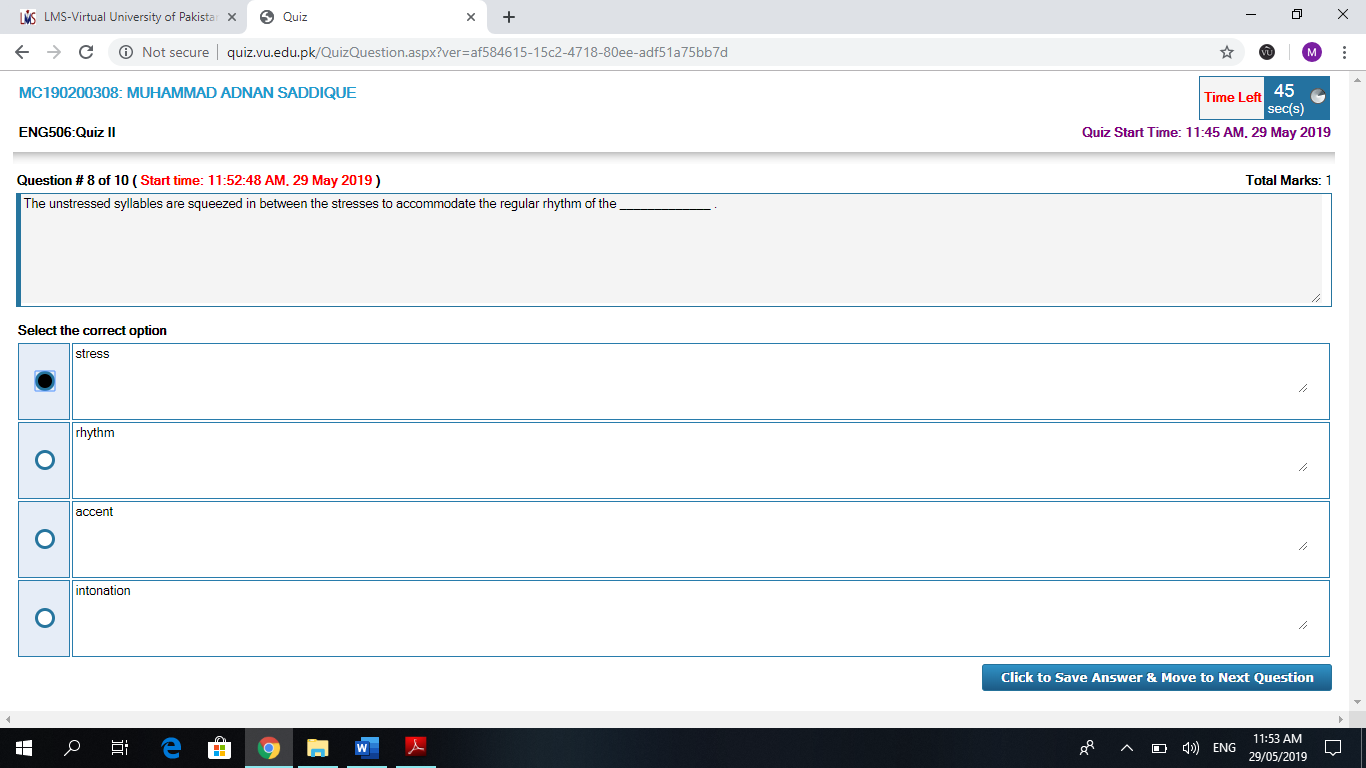 LMS-Virtual University of Pakista
Quiz
Not secure
quiz.vu.edu.pk/QuizQuestion.aspx?ver=af584615-15c2-4718-80ee-adf51a75bb7d
VU
M
MC190200308: MUHAMMAD ADNAN SADDIQUE
Time Left 45 sec(s)
ENG506:Quiz II
Quiz Start Time: 11:45 AM, 29 May 2019
Question # 8 of 10 ( Start time: 11:52:48 AM, 29 May 2019 )
Total Marks: 1
The unstressed syllables are squeezed in between the stresses to accommodate the regular rhythm of the ______________ .
Select the correct option
stress
rhythm
accent
intonation
Click to Save Answer & Move to Next Question
ENG
11:53 AM
29/05/2019